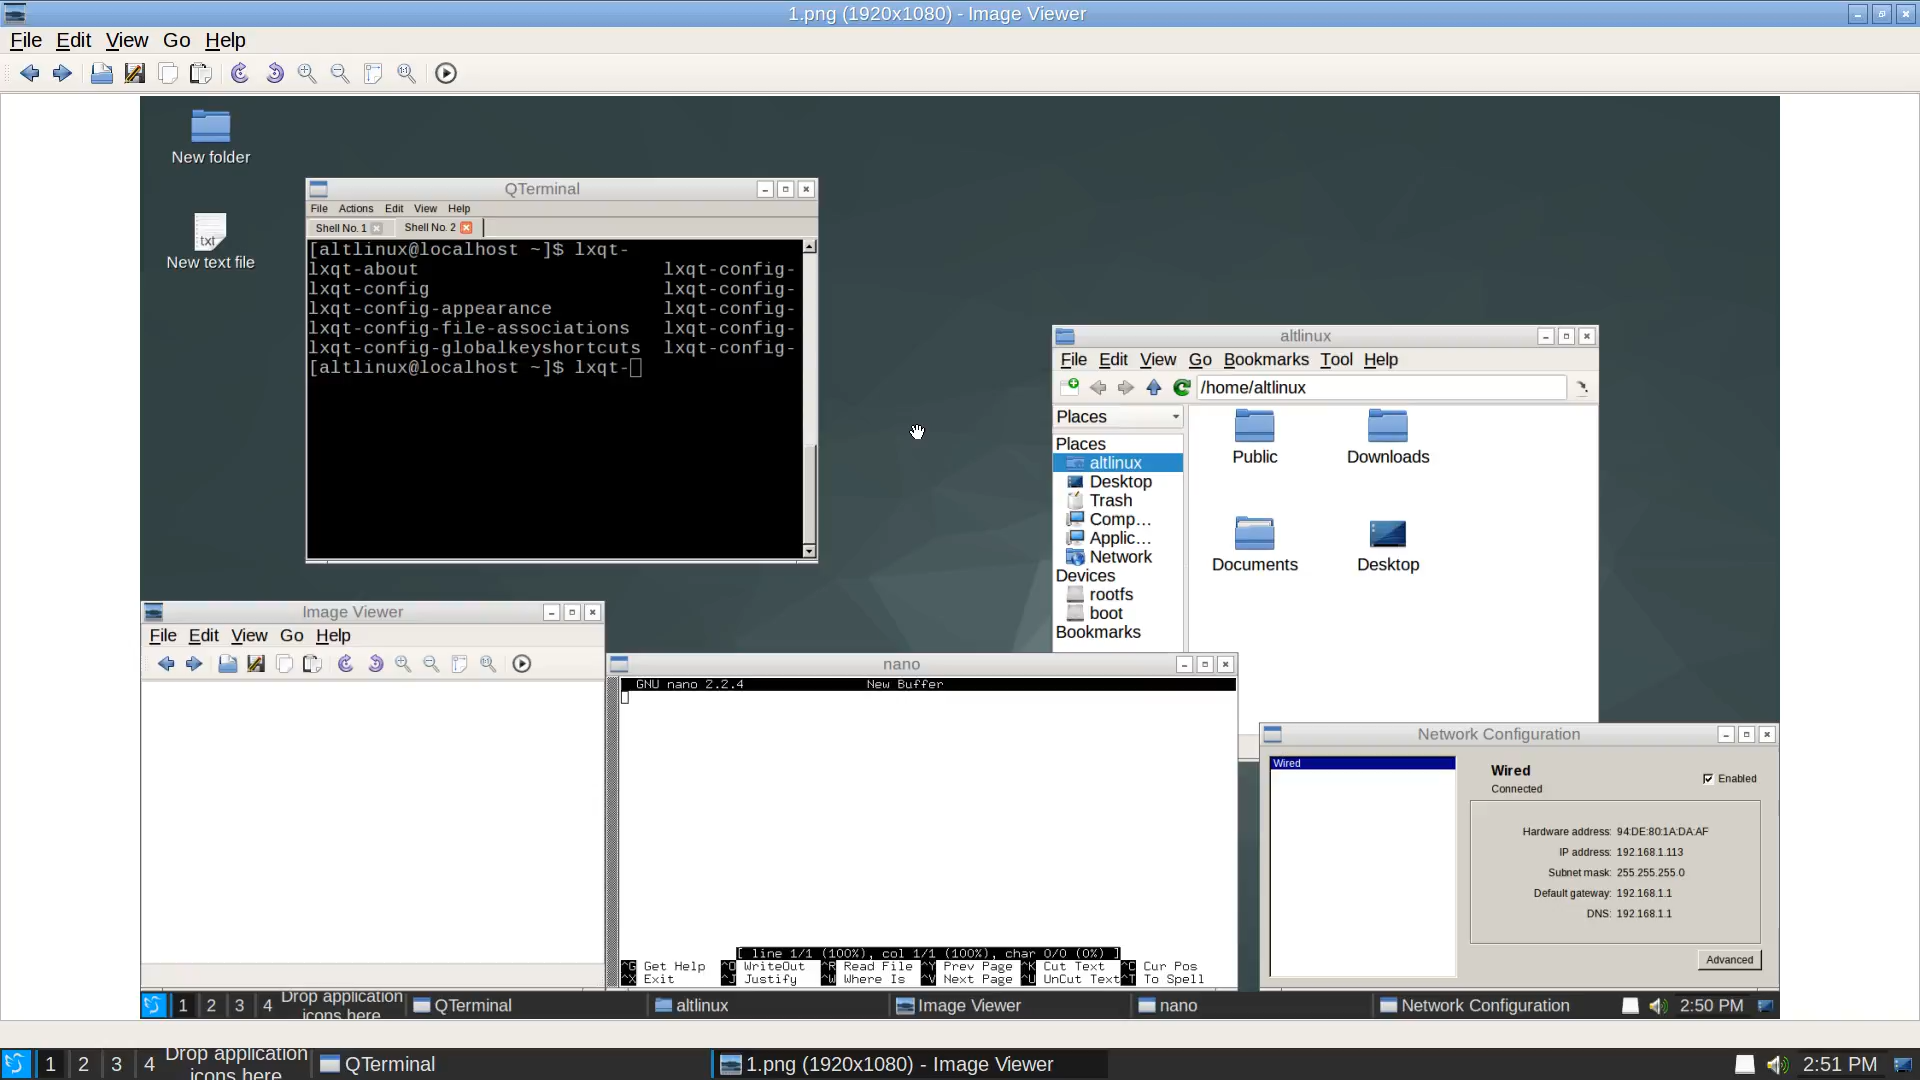 1.png (1920x1080) - Image Viewer
File Edit View Go Help
New folder
txt
New text file
QTerminal
File Actions Edit View Help
Shell No. 1 Shell No. 2
[altlinux@localhost ~]$ lxqt-
lxqt-about lxqt-config-
lxqt-config lxqt-config-
lxqt-config-appearance lxqt-config-
lxqt-config-file-associations lxqt-config-
lxqt-config-globalkeyshortcuts lxqt-config-
[altlinux@localhost ~]$ lxqt-
altlinux
File Edit View Go Bookmarks Tool Help
/home/altlinux
Places
Places
altlinux
Desktop
Trash
Comp...
Applic...
Network
Devices
rootfs
boot
Bookmarks
Public Downloads
Documents Desktop
Image Viewer
File Edit View Go Help
nano
GNU nano 2.2.4 New Buffer
[ line 1/1 (100%), col 1/1 (100%), char 0/0 (0%) ]
^G Get Help ^O WriteOut ^R Read File ^Y Prev Page ^K Cut Text ^C Cur Pos
^X Exit ^J Justify ^W Where Is ^V Next Page ^U UnCut Text ^T To Spell
Network Configuration
Wired
Wired
Connected
Enabled
Hardware address: 94:DE:80:1A:DA:AF
IP address: 192.168.1.113
Subnet mask: 255.255.255.0
Default gateway: 192.168.1.1
DNS: 192.168.1.1
Advanced
1 2 3 4 Drop application icons here QTerminal altlinux Image Viewer nano Network Configuration 2:50 PM
1 2 3 4 Drop application icons here QTerminal 1.png (1920x1080) - Image Viewer 2:51 PM